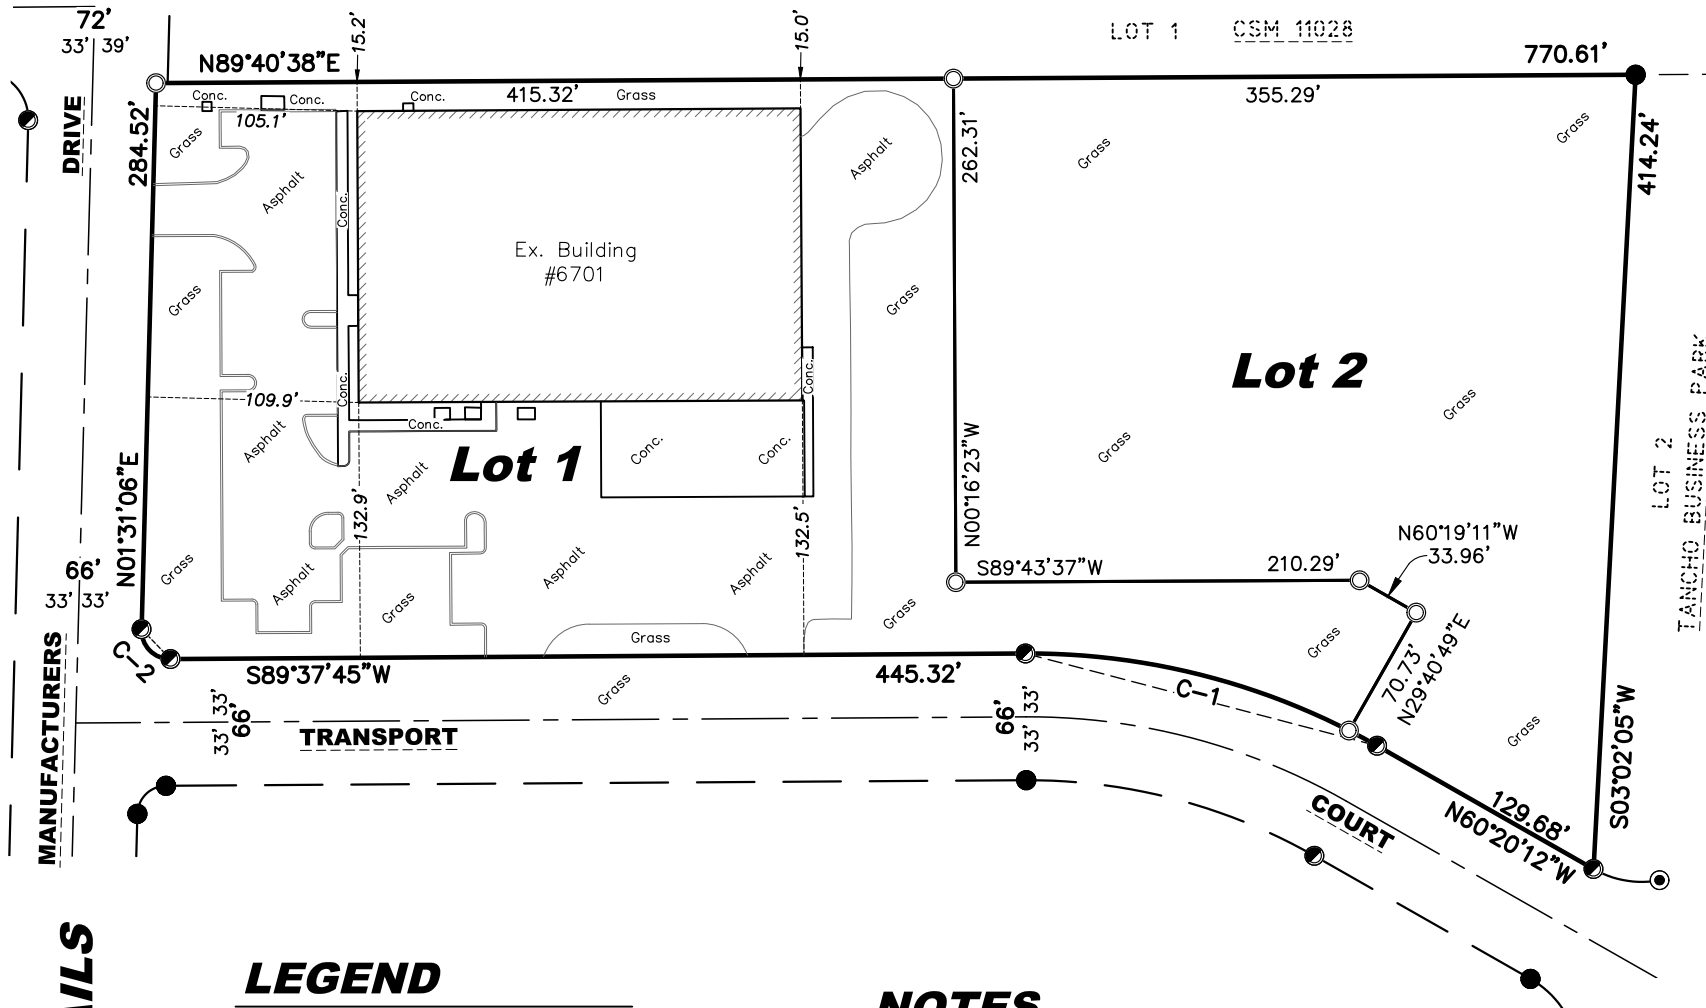 72'
33' 39'
DRIVE
N89°40'38"E
15.2'
15.0'
LOT 1 CSM 11028
770.61'
415.32'
Grass
355.29'
Conc.
Conc.
Conc.
105.1'
284.52'
Grass
Asphalt
Conc.
Asphalt
262.31'
Grass
Grass
414.24'
Ex. Building
#6701
Grass
Grass
Lot 2
Conc.
Conc.
109.9'
Asphalt
Conc.
Lot 1
Asphalt
Conc.
Conc.
Grass
Grass
LOT 2
TANCHO BUSINESS PARK
N01°31'06"E
132.9'
132.5'
N00°16'23"W
N60°19'11"W
33.96'
S89°43'37"W
210.29'
66'
33' 33'
Grass
Asphalt
Grass
Asphalt
Asphalt
Grass
Grass
Grass
C-2
S89°37'45"W
445.32'
C-1
70.73'
N29°40'49"E
Grass
S03°02'05"W
MANUFACTURERS
33' 33'
66'
Grass
66'
33' 33'
TRANSPORT
COURT
129.68'
N60°20'12"W
AILS
LEGEND
NOTES